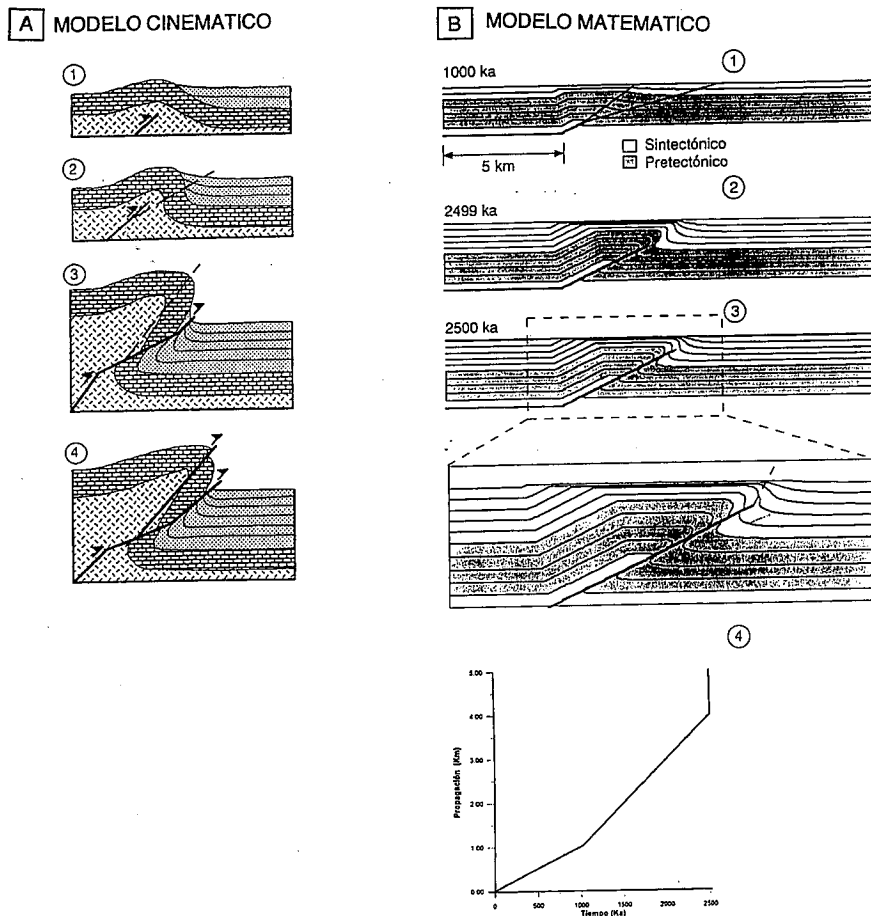 A MODELO CINEMATICO
1
2
3
4
B MODELO MATEMATICO
1
1000 ka
5 km
Sintectónico
Pretectónico
2
2499 ka
3
2500 ka
4
5.00
4.00
3.00
2.00
1.00
0.00
Propagación (Km)
0 500 1000 1500 2000 2500
Tiempo (Ka)